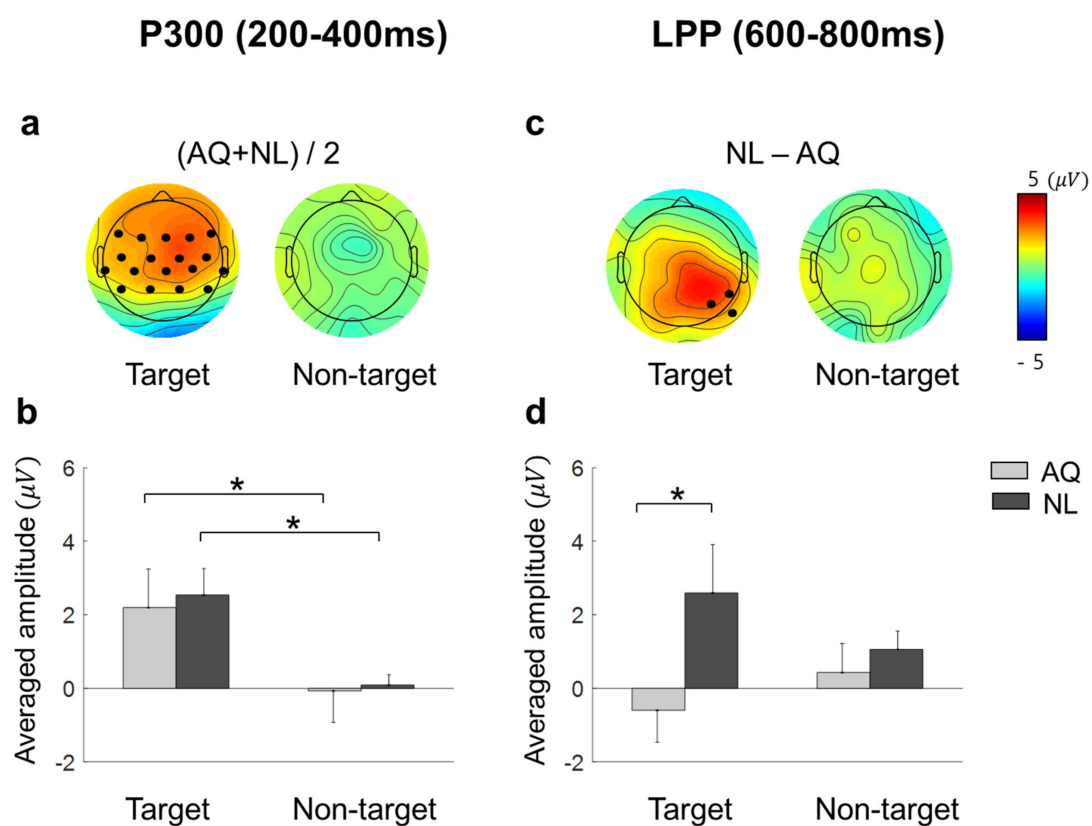 P300 (200-400ms)
LPP (600-800ms)
a
(AQ+NL) / 2
Target
Non-target
c
NL – AQ
Target
Non-target
5 (μV)
- 5
b
Averaged amplitude (μV)
6
4
2
0
-2
*
*
Target
Non-target
d
Averaged amplitude (μV)
6
4
2
0
-2
*
Target
Non-target
AQ
NL